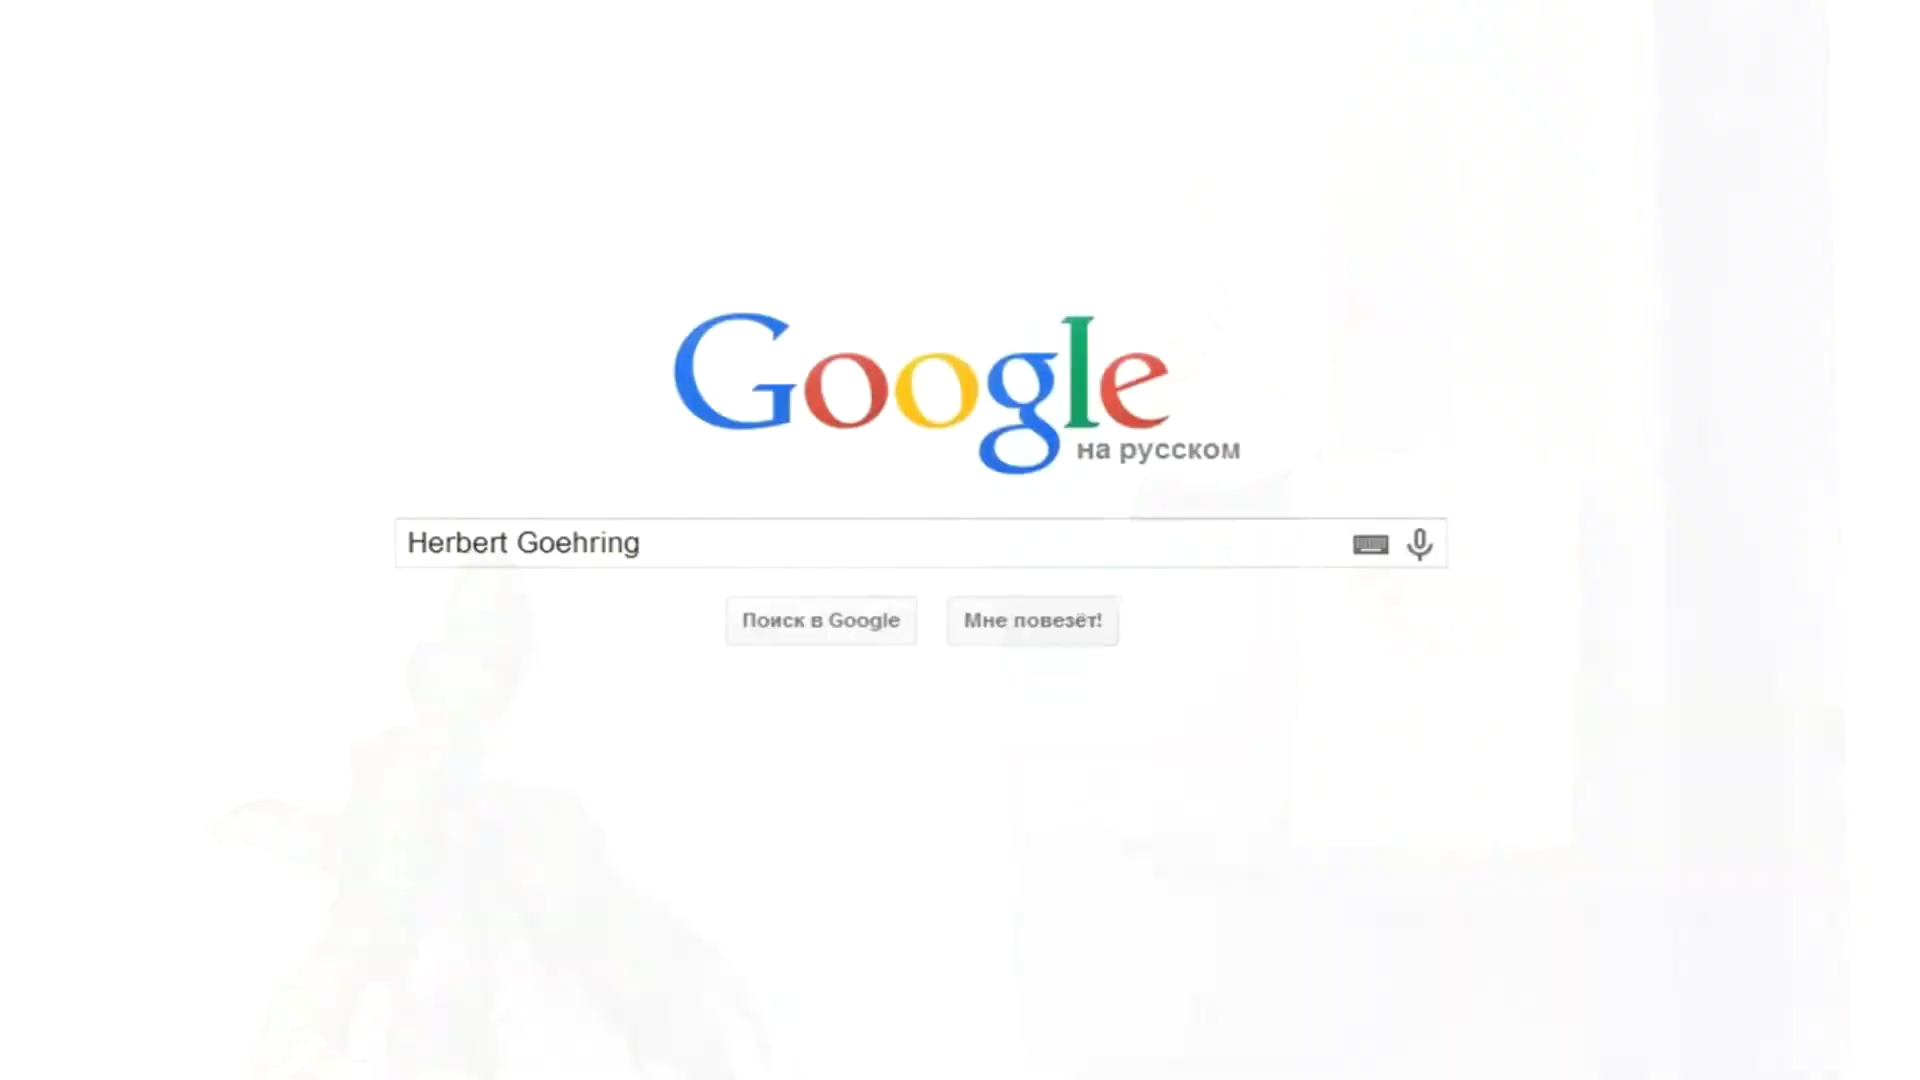 Google
на русском
Herbert Goehring
Поиск в Google
Мне повезёт!